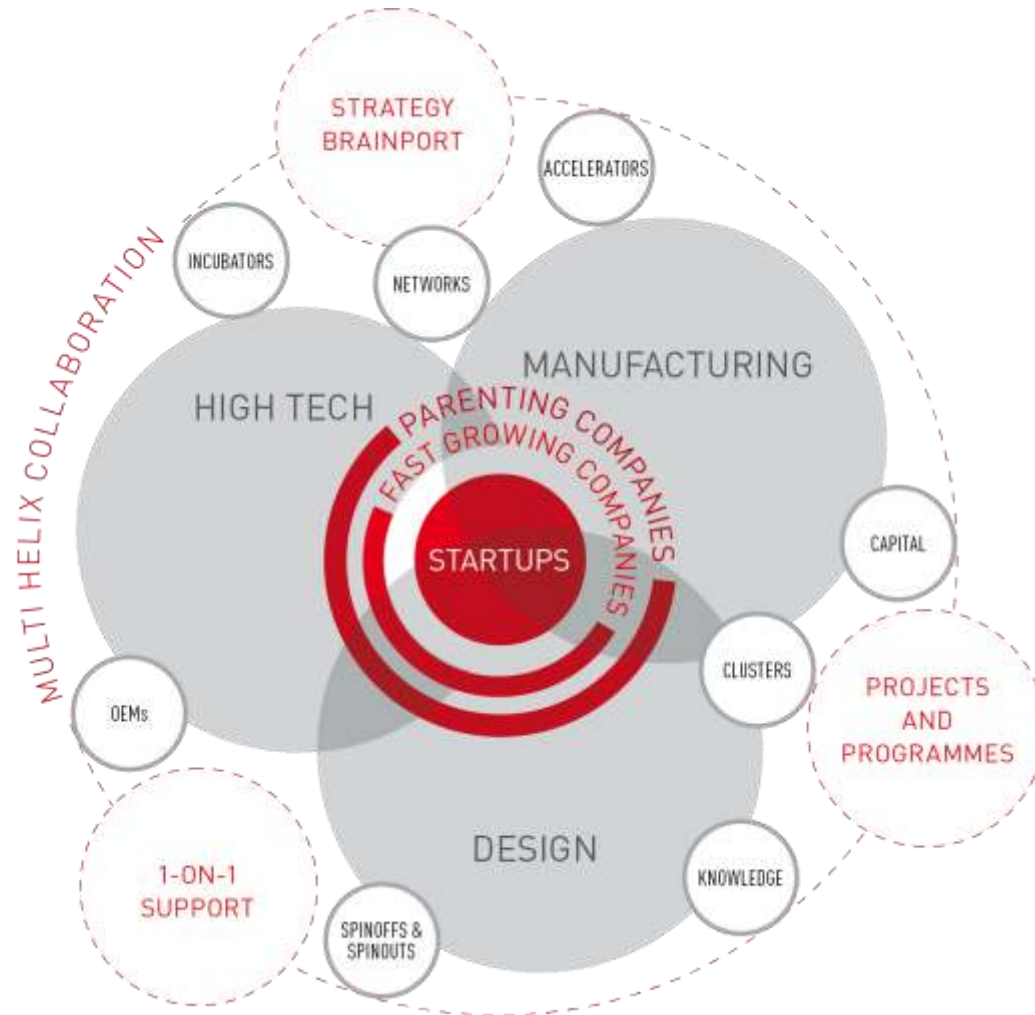 STRATEGY
BRAINPORT
ACCELERATORS
INCUBATORS
NETWORKS
MULTI HELIX COLLABORATION
MANUFACTURING
HIGH TECH
PARENTING COMPANIES
FAST GROWING COMPANIES
STARTUPS
CAPITAL
CLUSTERS
OEMs
PROJECTS
AND
PROGRAMMES
DESIGN
1-ON-1
SUPPORT
KNOWLEDGE
SPINOFFS &
SPINOUTS